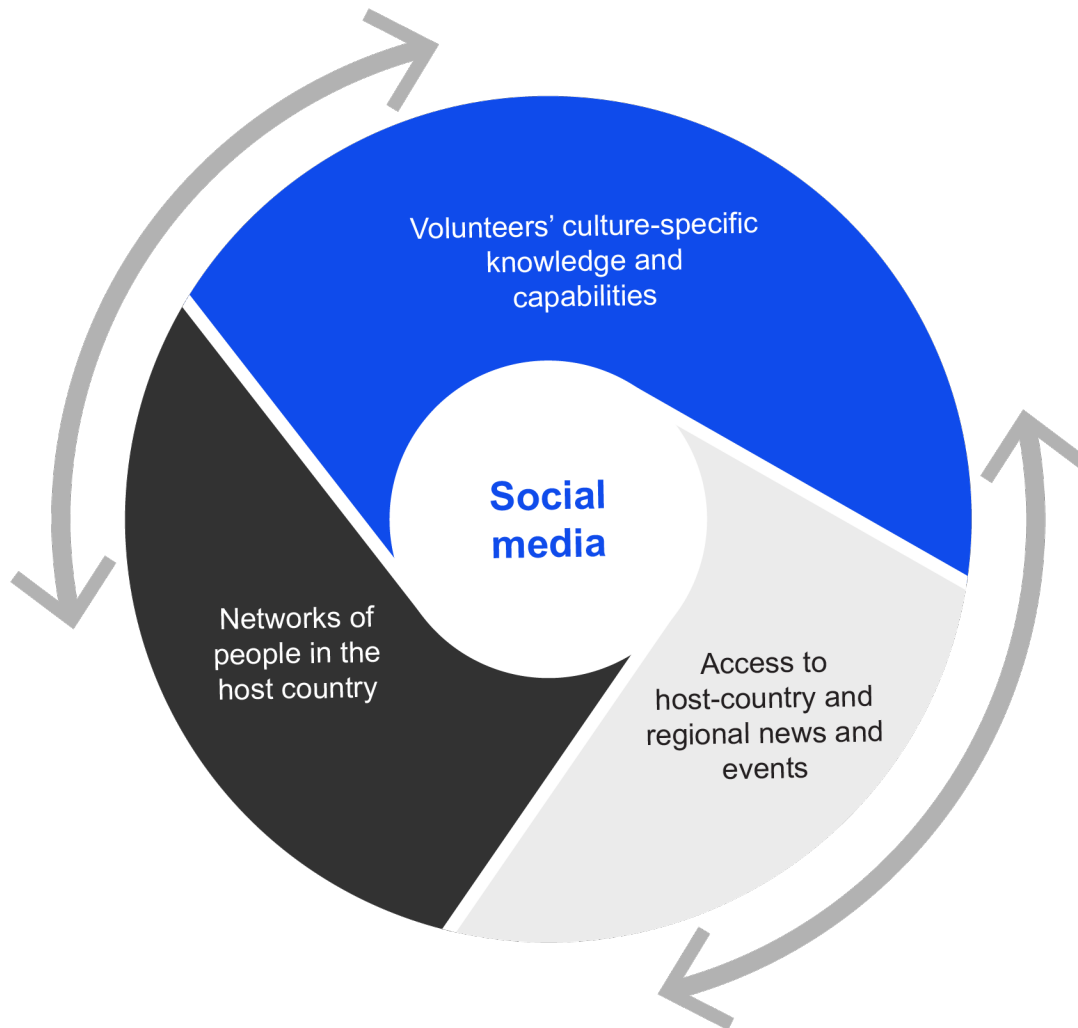 Volunteers’ culture-specific
knowledge and
capabilities
Social
media
Networks of
people in the
host country
Access to
host-country and
regional news and
events